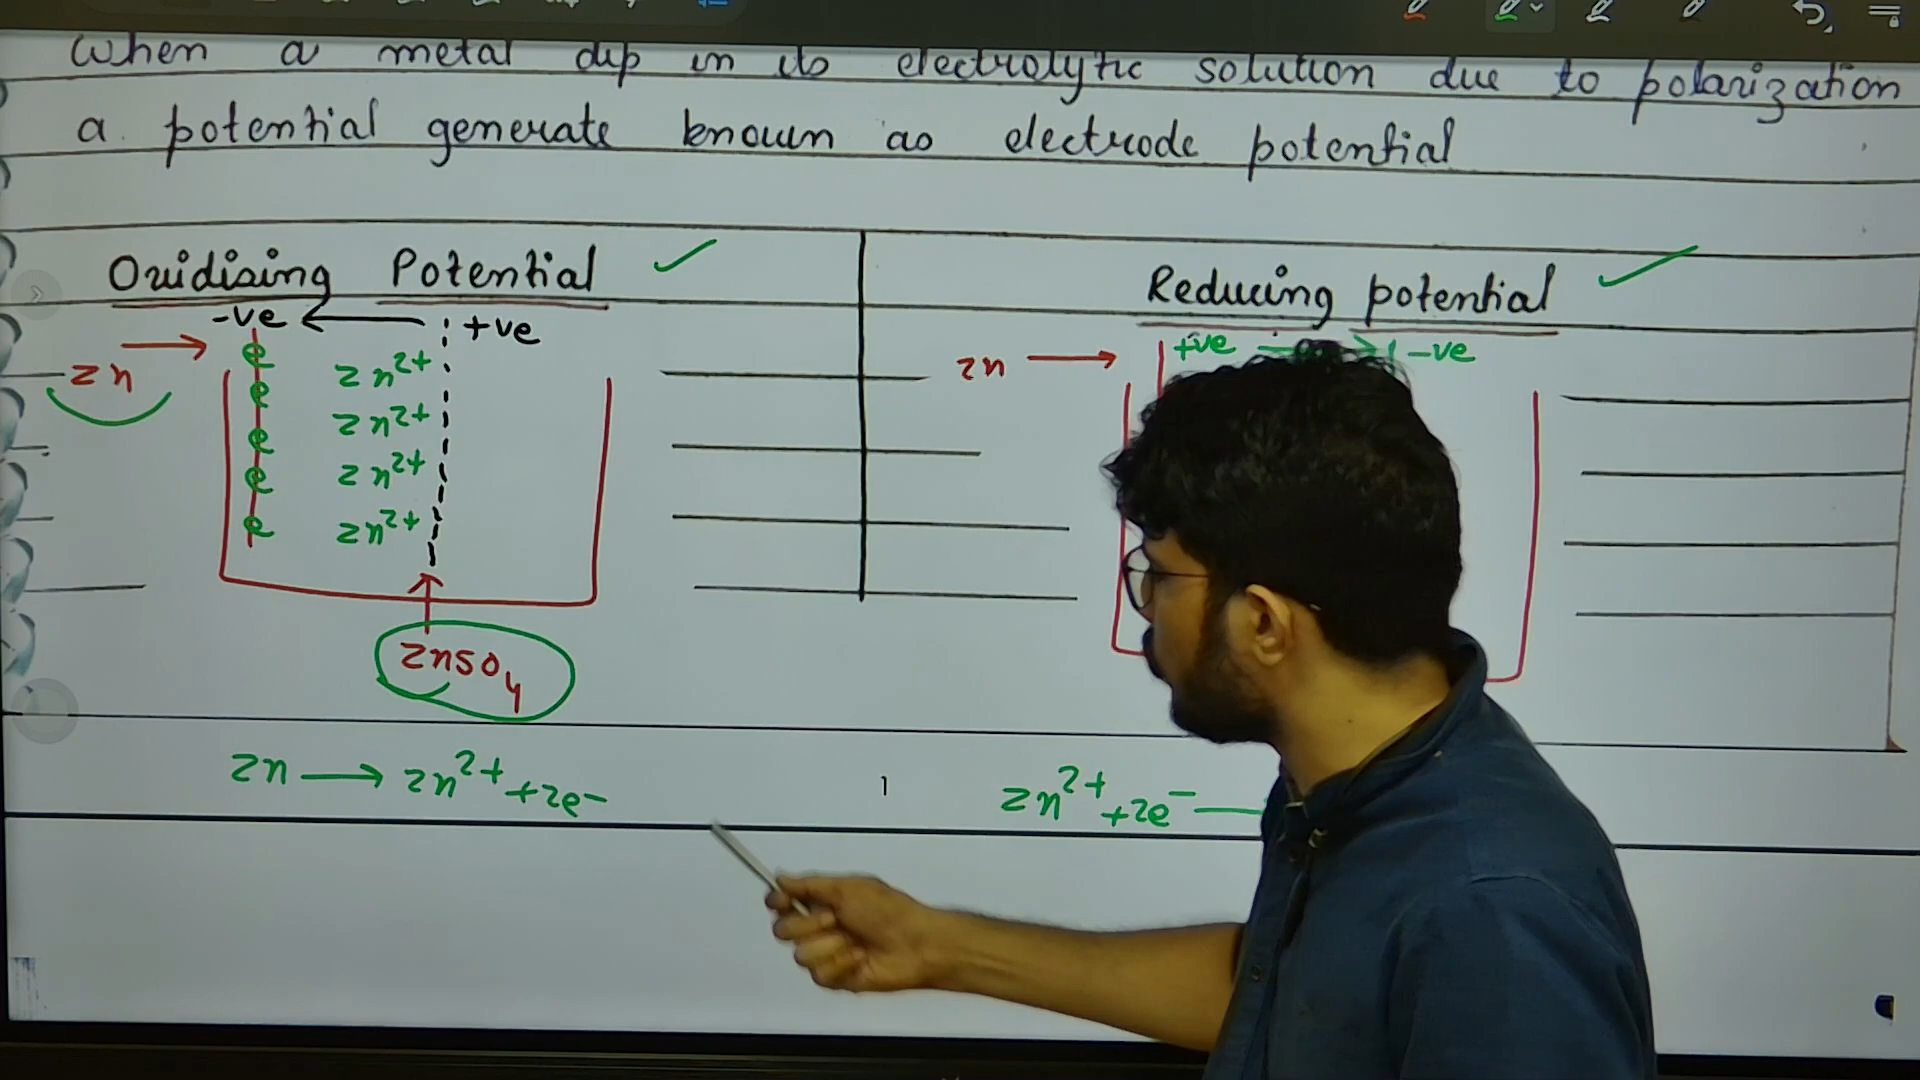 When a metal dip in its electrolytic solution due to polarization
a potential generate known as electrode potential
Oxidising Potential
Reducing potential
-ve ← +ve
+ve → -ve
Zn →
Zn →
e
e
e
e
e
Zn²⁺
Zn²⁺
Zn²⁺
Zn²⁺
ZnSO₄
Zn → Zn²⁺ + 2e⁻
Zn²⁺ + 2e⁻